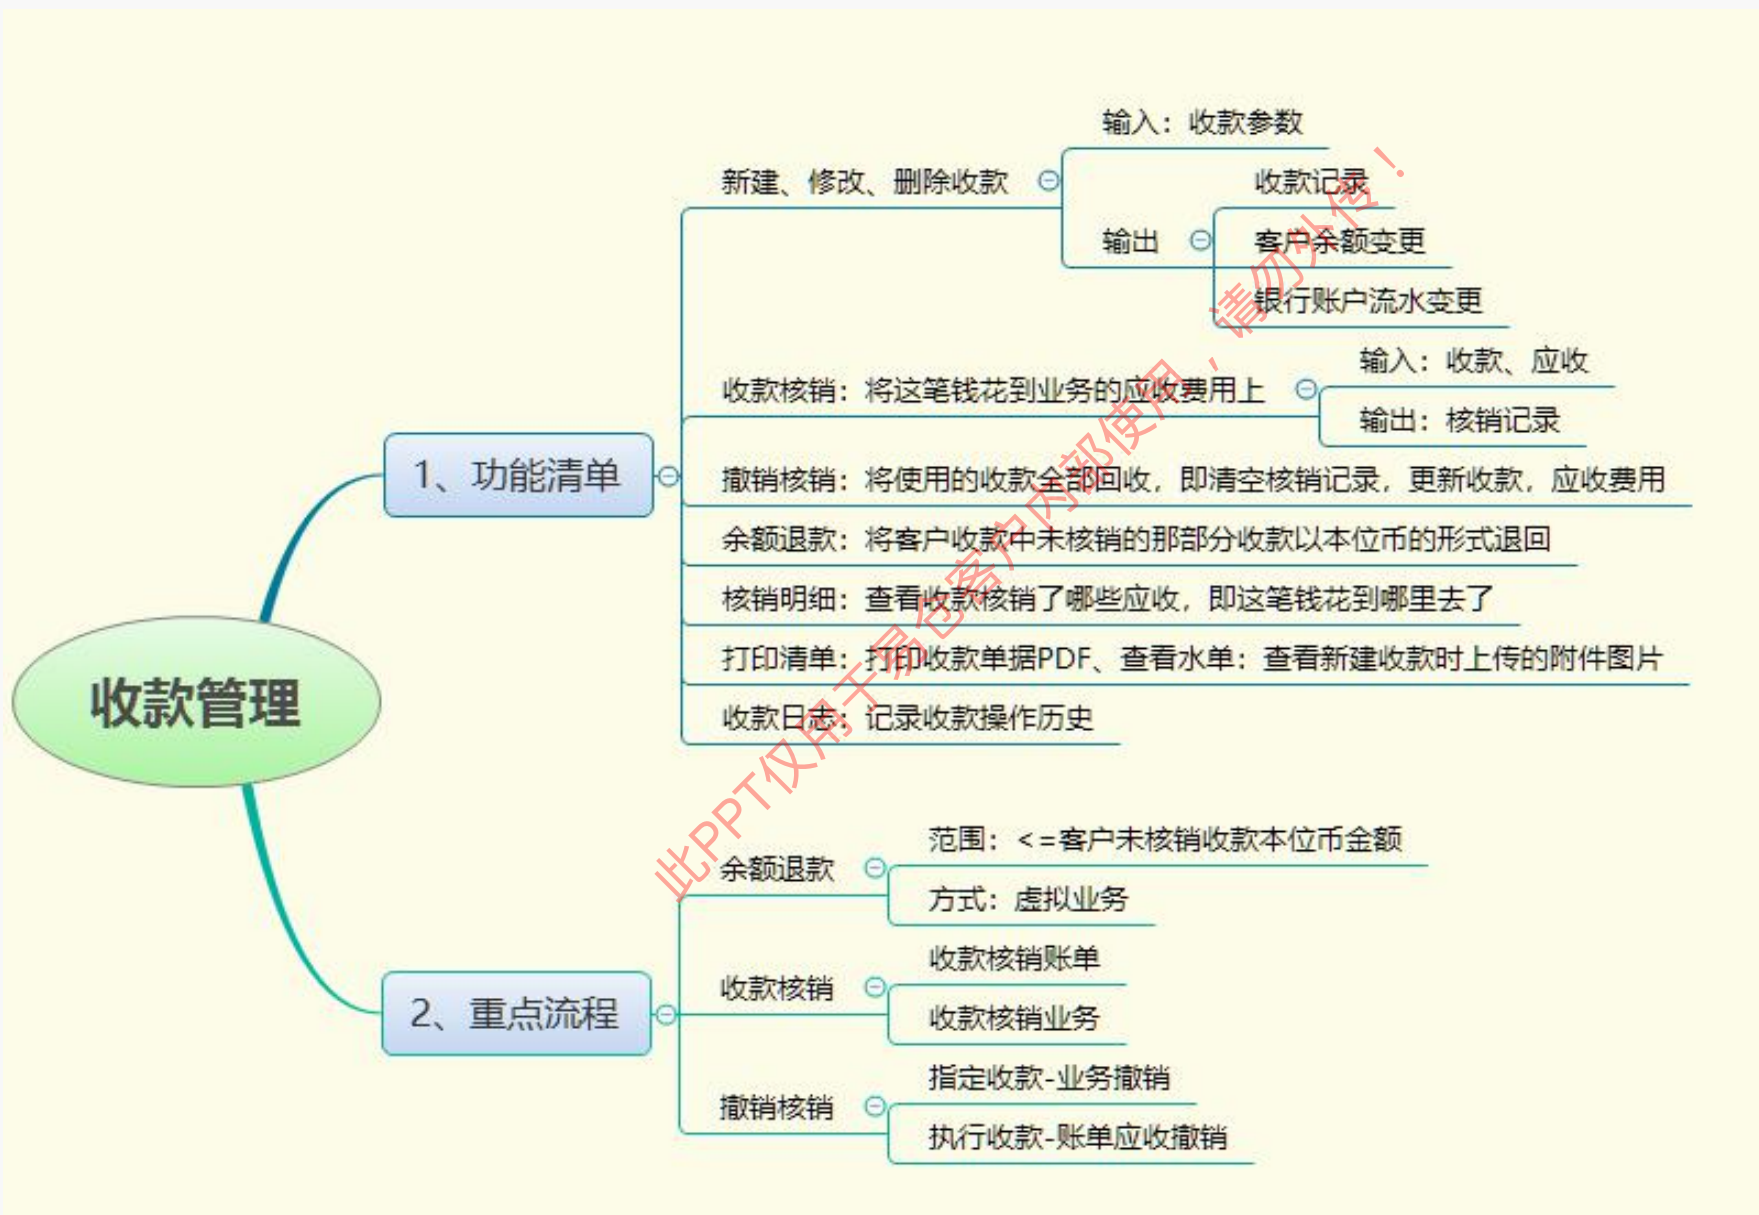 收款管理
1、功能清单
新建、修改、删除收款
输入：收款参数
输出
收款记录
客户余额变更
银行账户流水变更
收款核销：将这笔钱花到业务的应收费用上
输入：收款、应收
输出：核销记录
撤销核销：将使用的收款全部回收，即清空核销记录，更新收款，应收费用
余额退款：将客户收款中未核销的那部分收款以本位币的形式退回
核销明细：查看收款核销了哪些应收，即这笔钱花到哪里去了
打印清单：打印收款单据PDF、查看水单：查看新建收款时上传的附件图片
收款日志：记录收款操作历史
2、重点流程
余额退款
范围：<=客户未核销收款本位币金额
方式：虚拟业务
收款核销
收款核销账单
收款核销业务
撤销核销
指定收款-业务撤销
执行收款-账单应收撤销
此PPT仅用于易仓客户内部使用，请勿外传！